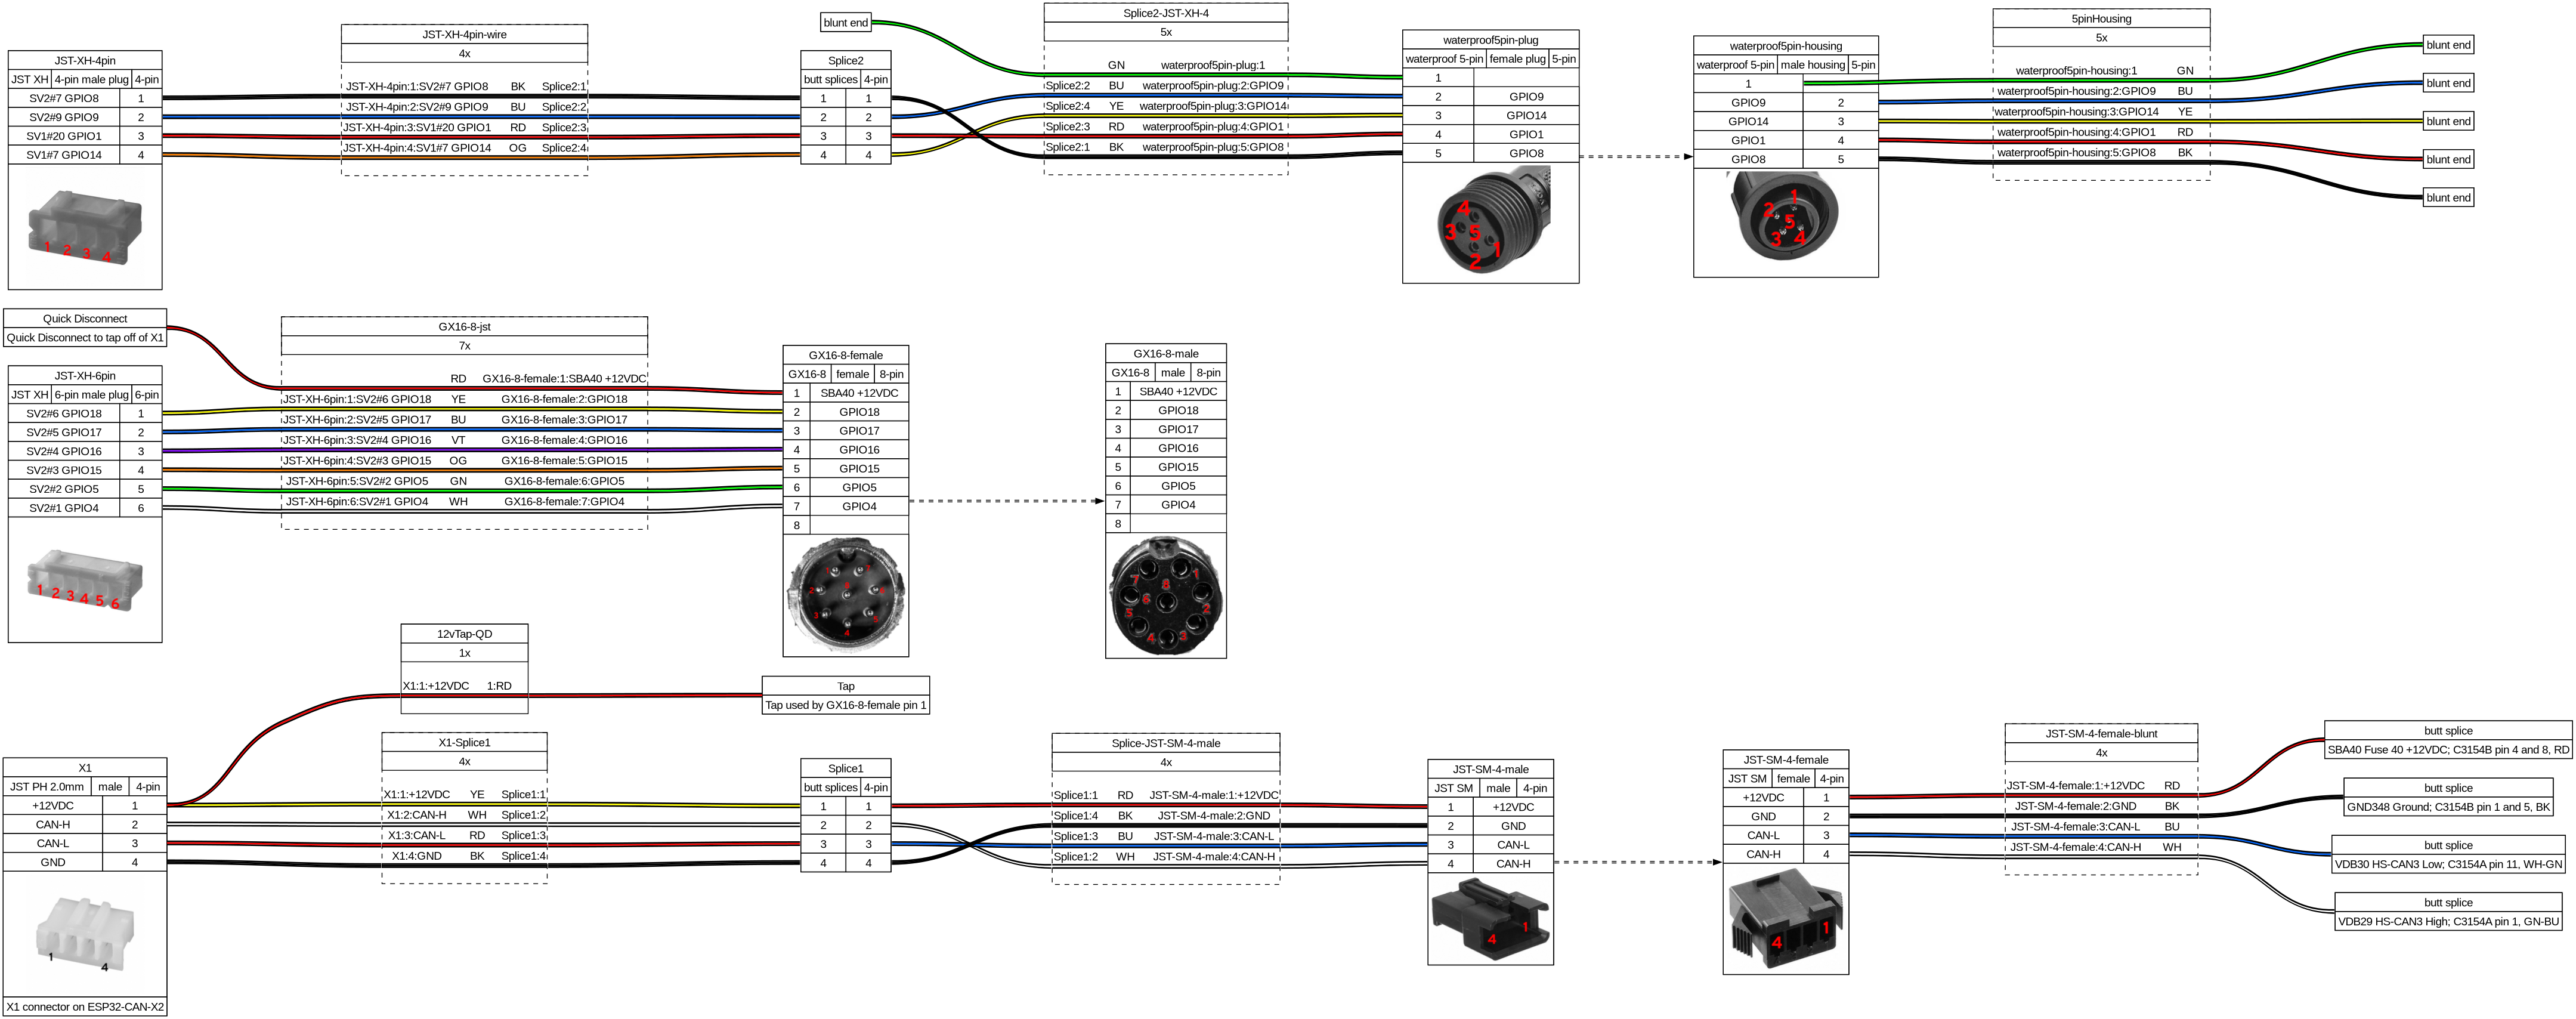 blunt end
Splice2-JST-XH-4
5x
GN waterproof5pin-plug:1
Splice2:2 BU waterproof5pin-plug:2:GPIO9
Splice2:4 YE waterproof5pin-plug:3:GPIO14
Splice2:3 RD waterproof5pin-plug:4:GPIO1
Splice2:1 BK waterproof5pin-plug:5:GPIO8
JST-XH-4pin-wire
4x
JST-XH-4pin:1:SV2#7 GPIO8 BK Splice2:1
JST-XH-4pin:2:SV2#9 GPIO9 BU Splice2:2
JST-XH-4pin:3:SV1#20 GPIO1 RD Splice2:3
JST-XH-4pin:4:SV1#7 GPIO14 OG Splice2:4
JST-XH-4pin
JST XH 4-pin male plug 4-pin
SV2#7 GPIO8 1
SV2#9 GPIO9 2
SV1#20 GPIO1 3
SV1#7 GPIO14 4
1 2 3 4
Splice2
butt splices 4-pin
1 1
2 2
3 3
4 4
waterproof5pin-plug
waterproof 5-pin female plug 5-pin
1
2 GPIO9
3 GPIO14
4 GPIO1
5 GPIO8
4
3 5 1
2
waterproof5pin-housing
waterproof 5-pin male housing 5-pin
1
GPIO9 2
GPIO14 3
GPIO1 4
GPIO8 5
1
2
5
3 4
5pinHousing
5x
waterproof5pin-housing:1 GN
waterproof5pin-housing:2:GPIO9 BU
waterproof5pin-housing:3:GPIO14 YE
waterproof5pin-housing:4:GPIO1 RD
waterproof5pin-housing:5:GPIO8 BK
blunt end
blunt end
blunt end
blunt end
blunt end
Quick Disconnect
Quick Disconnect to tap off of X1
JST-XH-6pin
JST XH 6-pin male plug 6-pin
SV2#6 GPIO18 1
SV2#5 GPIO17 2
SV2#4 GPIO16 3
SV2#3 GPIO15 4
SV2#2 GPIO5 5
SV2#1 GPIO4 6
1 2 3 4 5 6
GX16-8-jst
7x
RD GX16-8-female:1:SBA40 +12VDC
JST-XH-6pin:1:SV2#6 GPIO18 YE GX16-8-female:2:GPIO18
JST-XH-6pin:2:SV2#5 GPIO17 BU GX16-8-female:3:GPIO17
JST-XH-6pin:3:SV2#4 GPIO16 VT GX16-8-female:4:GPIO16
JST-XH-6pin:4:SV2#3 GPIO15 OG GX16-8-female:5:GPIO15
JST-XH-6pin:5:SV2#2 GPIO5 GN GX16-8-female:6:GPIO5
JST-XH-6pin:6:SV2#1 GPIO4 WH GX16-8-female:7:GPIO4
GX16-8-female
GX16-8 female 8-pin
1 SBA40 +12VDC
2 GPIO18
3 GPIO17
4 GPIO16
5 GPIO15
6 GPIO5
7 GPIO4
8
2
3 5
4
GX16-8-male
GX16-8 male 8-pin
1 SBA40 +12VDC
2 GPIO18
3 GPIO17
4 GPIO16
5 GPIO15
6 GPIO5
7 GPIO4
8
7 8 1
6
5 2
4 3
12vTap-QD
1x
X1:1:+12VDC 1:RD
Tap
Tap used by GX16-8-female pin 1
X1
JST PH 2.0mm male 4-pin
+12VDC 1
CAN-H 2
CAN-L 3
GND 4
1 4
X1 connector on ESP32-CAN-X2
X1-Splice1
4x
X1:1:+12VDC YE Splice1:1
X1:2:CAN-H WH Splice1:2
X1:3:CAN-L RD Splice1:3
X1:4:GND BK Splice1:4
Splice1
butt splices 4-pin
1 1
2 2
3 3
4 4
Splice-JST-SM-4-male
4x
Splice1:1 RD JST-SM-4-male:1:+12VDC
Splice1:4 BK JST-SM-4-male:2:GND
Splice1:3 BU JST-SM-4-male:3:CAN-L
Splice1:2 WH JST-SM-4-male:4:CAN-H
JST-SM-4-male
JST SM male 4-pin
1 +12VDC
2 GND
3 CAN-L
4 CAN-H
4 1
JST-SM-4-female
JST SM female 4-pin
+12VDC 1
GND 2
CAN-L 3
CAN-H 4
4 1
JST-SM-4-female-blunt
4x
JST-SM-4-female:1:+12VDC RD
JST-SM-4-female:2:GND BK
JST-SM-4-female:3:CAN-L BU
JST-SM-4-female:4:CAN-H WH
butt splice
SBA40 Fuse 40 +12VDC; C3154B pin 4 and 8, RD
butt splice
GND348 Ground; C3154B pin 1 and 5, BK
butt splice
VDB30 HS-CAN3 Low; C3154A pin 11, WH-GN
butt splice
VDB29 HS-CAN3 High; C3154A pin 1, GN-BU